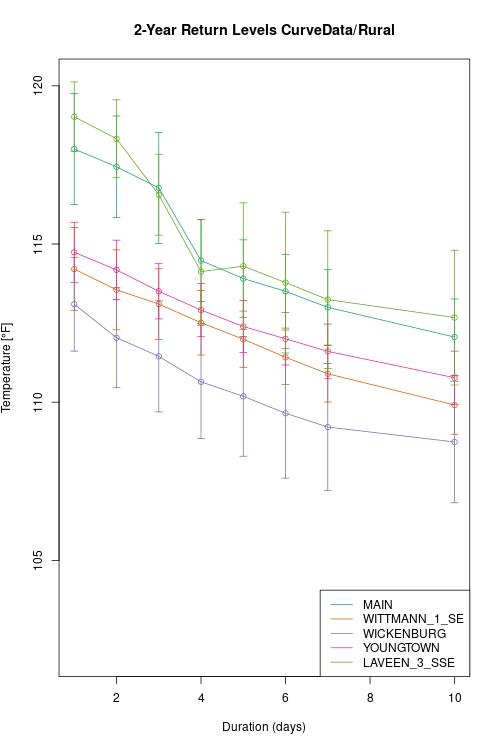 2-Year Return Levels CurveData/Rural
Temperature [°F]
120
115
110
105
MAIN
WITTMANN_1_SE
WICKENBURG
YOUNGTOWN
LAVEEN_3_SSE
2
4
6
8
10
Duration (days)